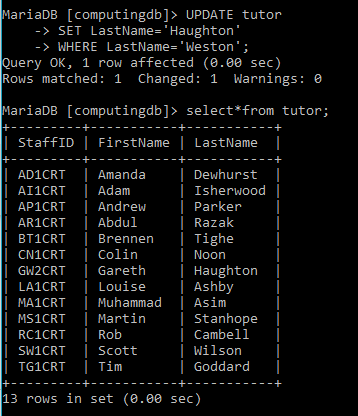 MariaDB [computingdb]> UPDATE tutor
    -> SET LastName='Haughton'
    -> WHERE LastName='Weston';
Query OK, 1 row affected (0.00 sec)
Rows matched: 1  Changed: 1  Warnings: 0

MariaDB [computingdb]> select*from tutor;
+---------+-----------+-----------+
| StaffID | FirstName | LastName  |
+---------+-----------+-----------+
| AD1CRT  | Amanda    | Dewhurst  |
| AI1CRT  | Adam      | Isherwood |
| AP1CRT  | Andrew    | Parker    |
| AR1CRT  | Abdul     | Razak     |
| BT1CRT  | Brennen   | Tighe     |
| CN1CRT  | Colin     | Noon      |
| GW2CRT  | Gareth    | Haughton  |
| LA1CRT  | Louise    | Ashby     |
| MA1CRT  | Muhammad  | Asim      |
| MS1CRT  | Martin    | Stanhope  |
| RC1CRT  | Rob       | Cambell   |
| SW1CRT  | Scott     | Wilson    |
| TG1CRT  | Tim       | Goddard   |
+---------+-----------+-----------+
13 rows in set (0.00 sec)